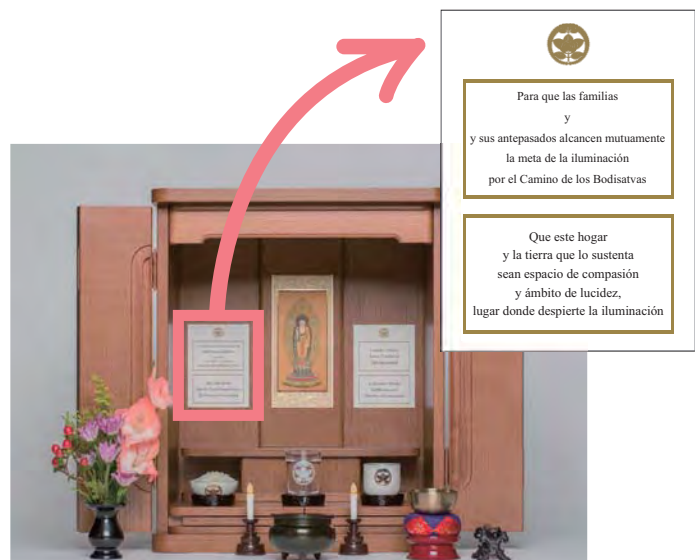 Para que las familias
y
y sus antepasados alcancen mutuamente
la meta de la iluminación
por el Camino de los Bodisatvas
Que este hogar
y la tierra que lo sustenta
sean espacio de compasión
y ámbito de lucidez,
lugar donde despierte la iluminación